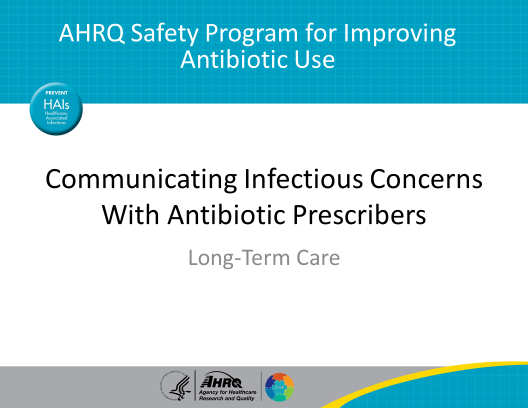 AHRQ Safety Program for Improving
Antibiotic Use
PREVENT
HAIs
Healthcare-
Associated
Infections
Communicating Infectious Concerns
With Antibiotic Prescribers
Long-Term Care
AHRQ
Agency for Healthcare
Research and Quality